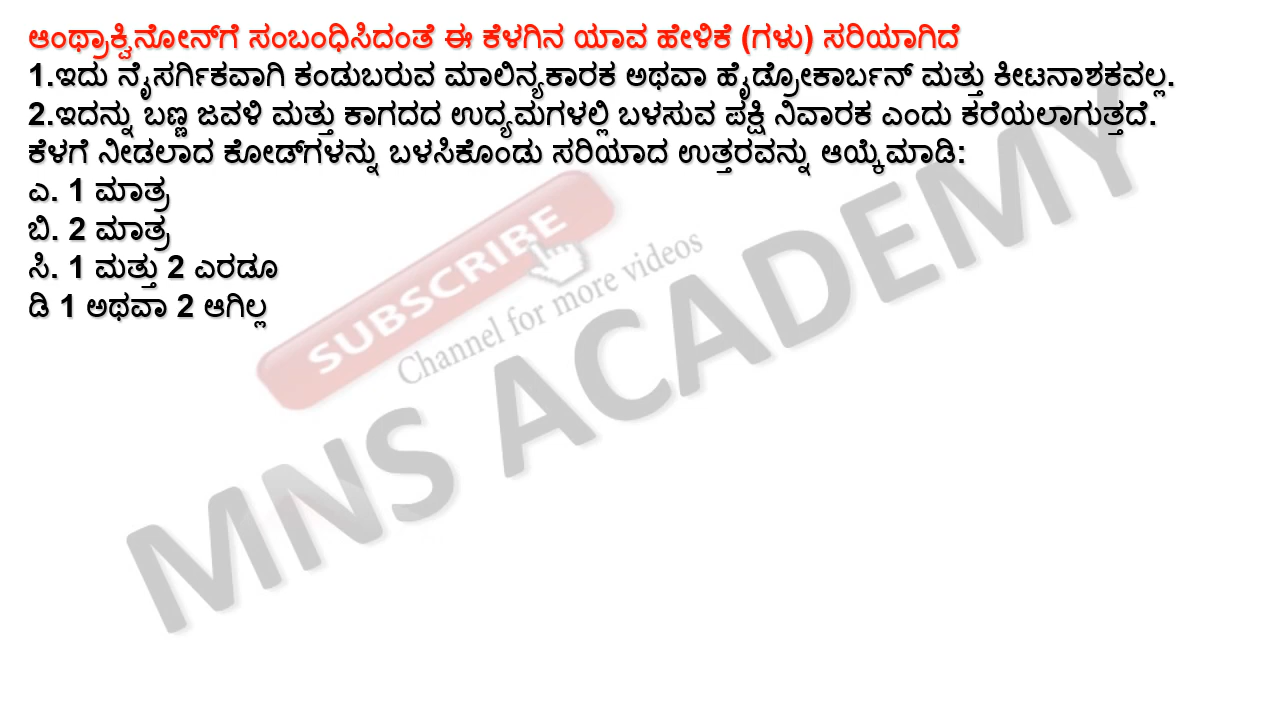 ಆಂಥ್ರಾಕ್ವಿನೋನ್‌ಗೆ ಸಂಬಂಧಿಸಿದಂತೆ ಈ ಕೆಳಗಿನ ಯಾವ ಹೇಳಿಕೆ (ಗಳು) ಸರಿಯಾಗಿದೆ
1.ಇದು ನೈಸರ್ಗಿಕವಾಗಿ ಕಂಡುಬರುವ ಮಾಲಿನ್ಯಕಾರಕ ಅಥವಾ ಹೈಡ್ರೋಕಾರ್ಬನ್ ಮತ್ತು ಕೀಟನಾಶಕವಲ್ಲ.
2.ಇದನ್ನು ಬಣ್ಣ ಜವಳಿ ಮತ್ತು ಕಾಗದದ ಉದ್ಯಮಗಳಲ್ಲಿ ಬಳಸುವ ಪಕ್ಷಿ ನಿವಾರಕ ಎಂದು ಕರೆಯಲಾಗುತ್ತದೆ.
ಕೆಳಗೆ ನೀಡಲಾದ ಕೋಡ್‌ಗಳನ್ನು ಬಳಸಿಕೊಂಡು ಸರಿಯಾದ ಉತ್ತರವನ್ನು ಆಯ್ಕೆಮಾಡಿ:
ಎ. 1 ಮಾತ್ರ
ಬಿ. 2 ಮಾತ್ರ
ಸಿ. 1 ಮತ್ತು 2 ಎರಡೂ
ಡಿ 1 ಅಥವಾ 2 ಆಗಿಲ್ಲ
SUBSCRIBE
Channel for more videos
MNS ACADEMY